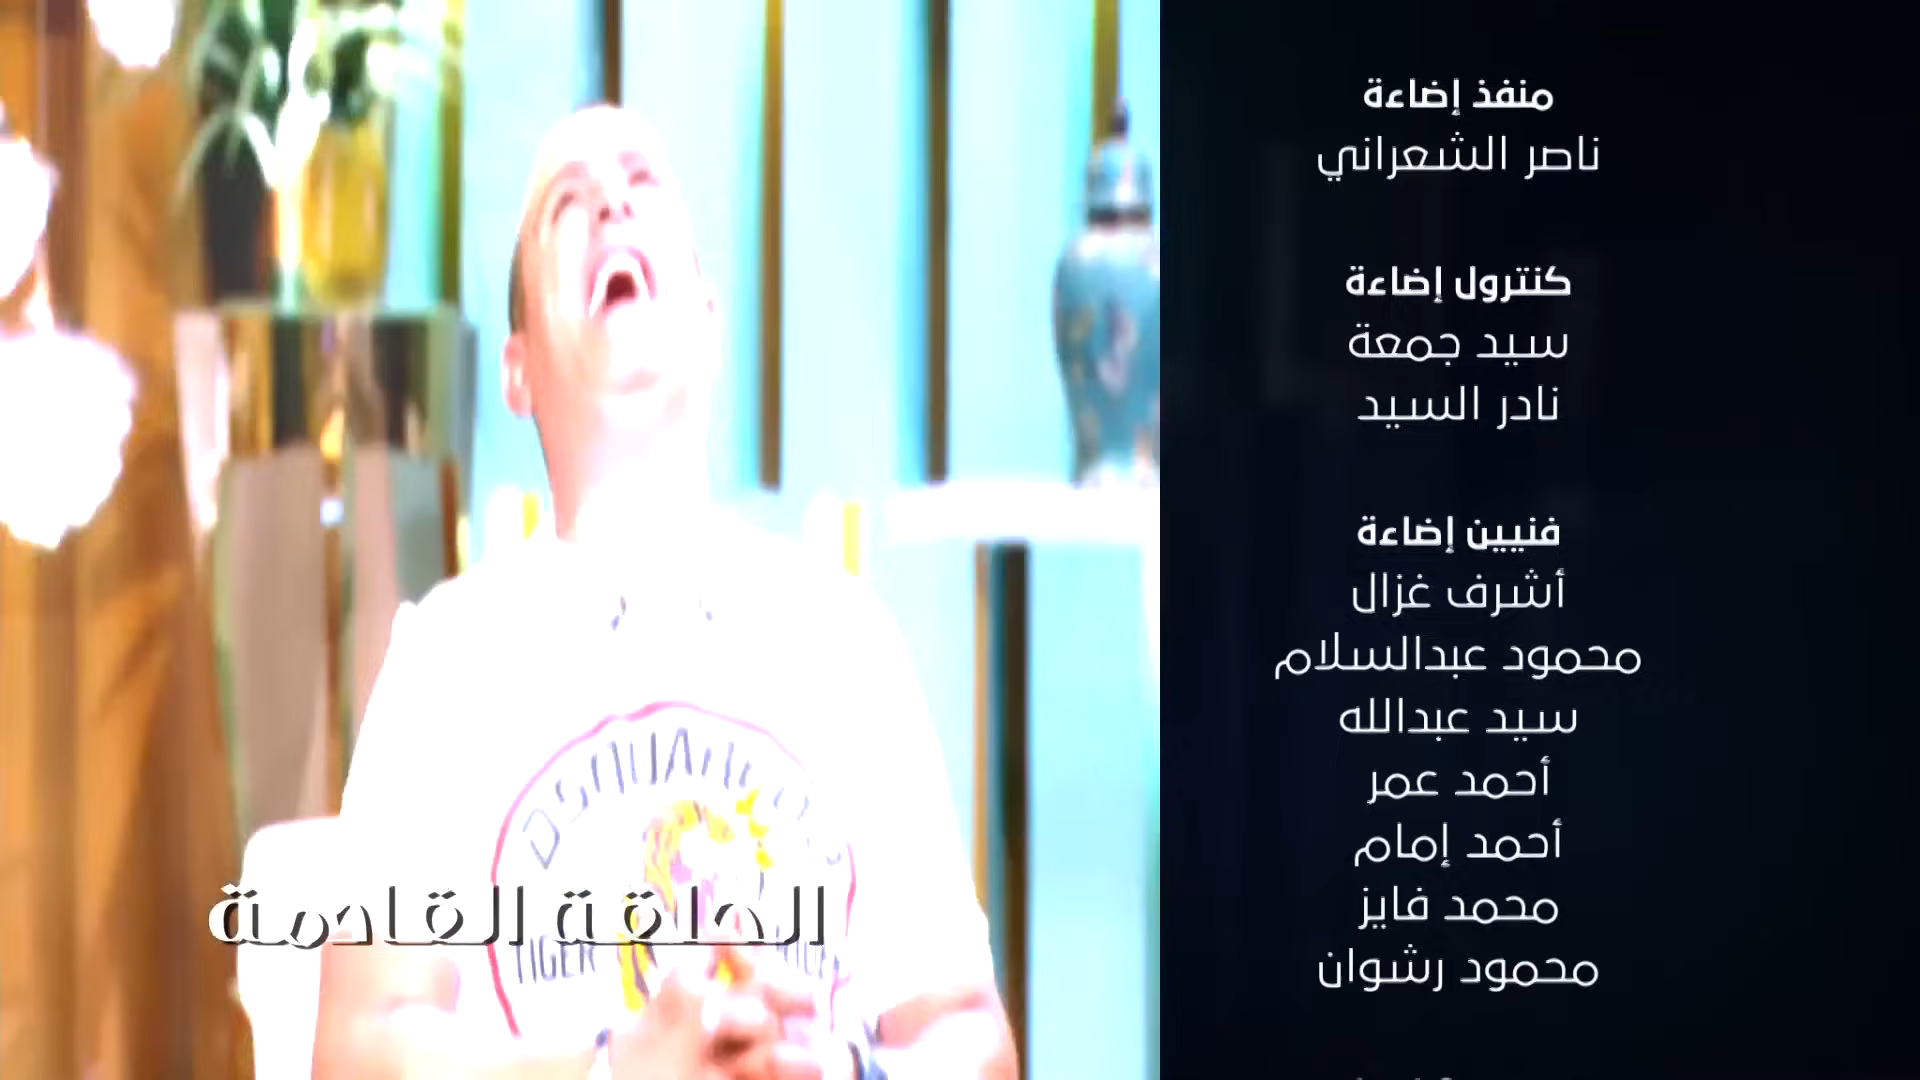 منفذ إضاءة
ناصر الشعراني
كنترول إضاءة
سيد جمعة
نادر السيد
فنيين إضاءة
أشرف غزال
محمود عبدالسلام
سيد عبدالله
أحمد عمر
أحمد إمام
محمد فايز
محمود رشوان
الحلقة القادمة
TIGER